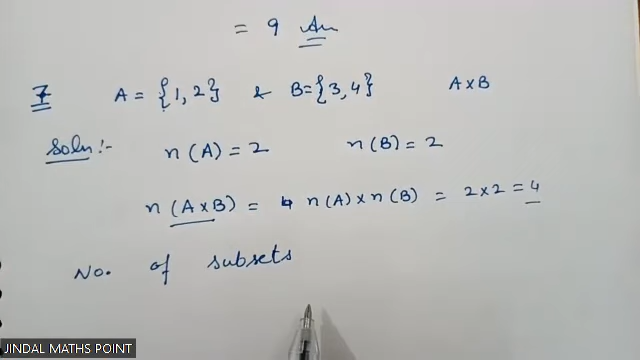 = 9 Ans
7 A = {1, 2} & B = {3, 4} A×B
Soln :- n (A) = 2 n (B) = 2
n (A×B) = n (A) × n (B) = 2×2 = 4
No. of subsets
JINDAL MATHS POINT